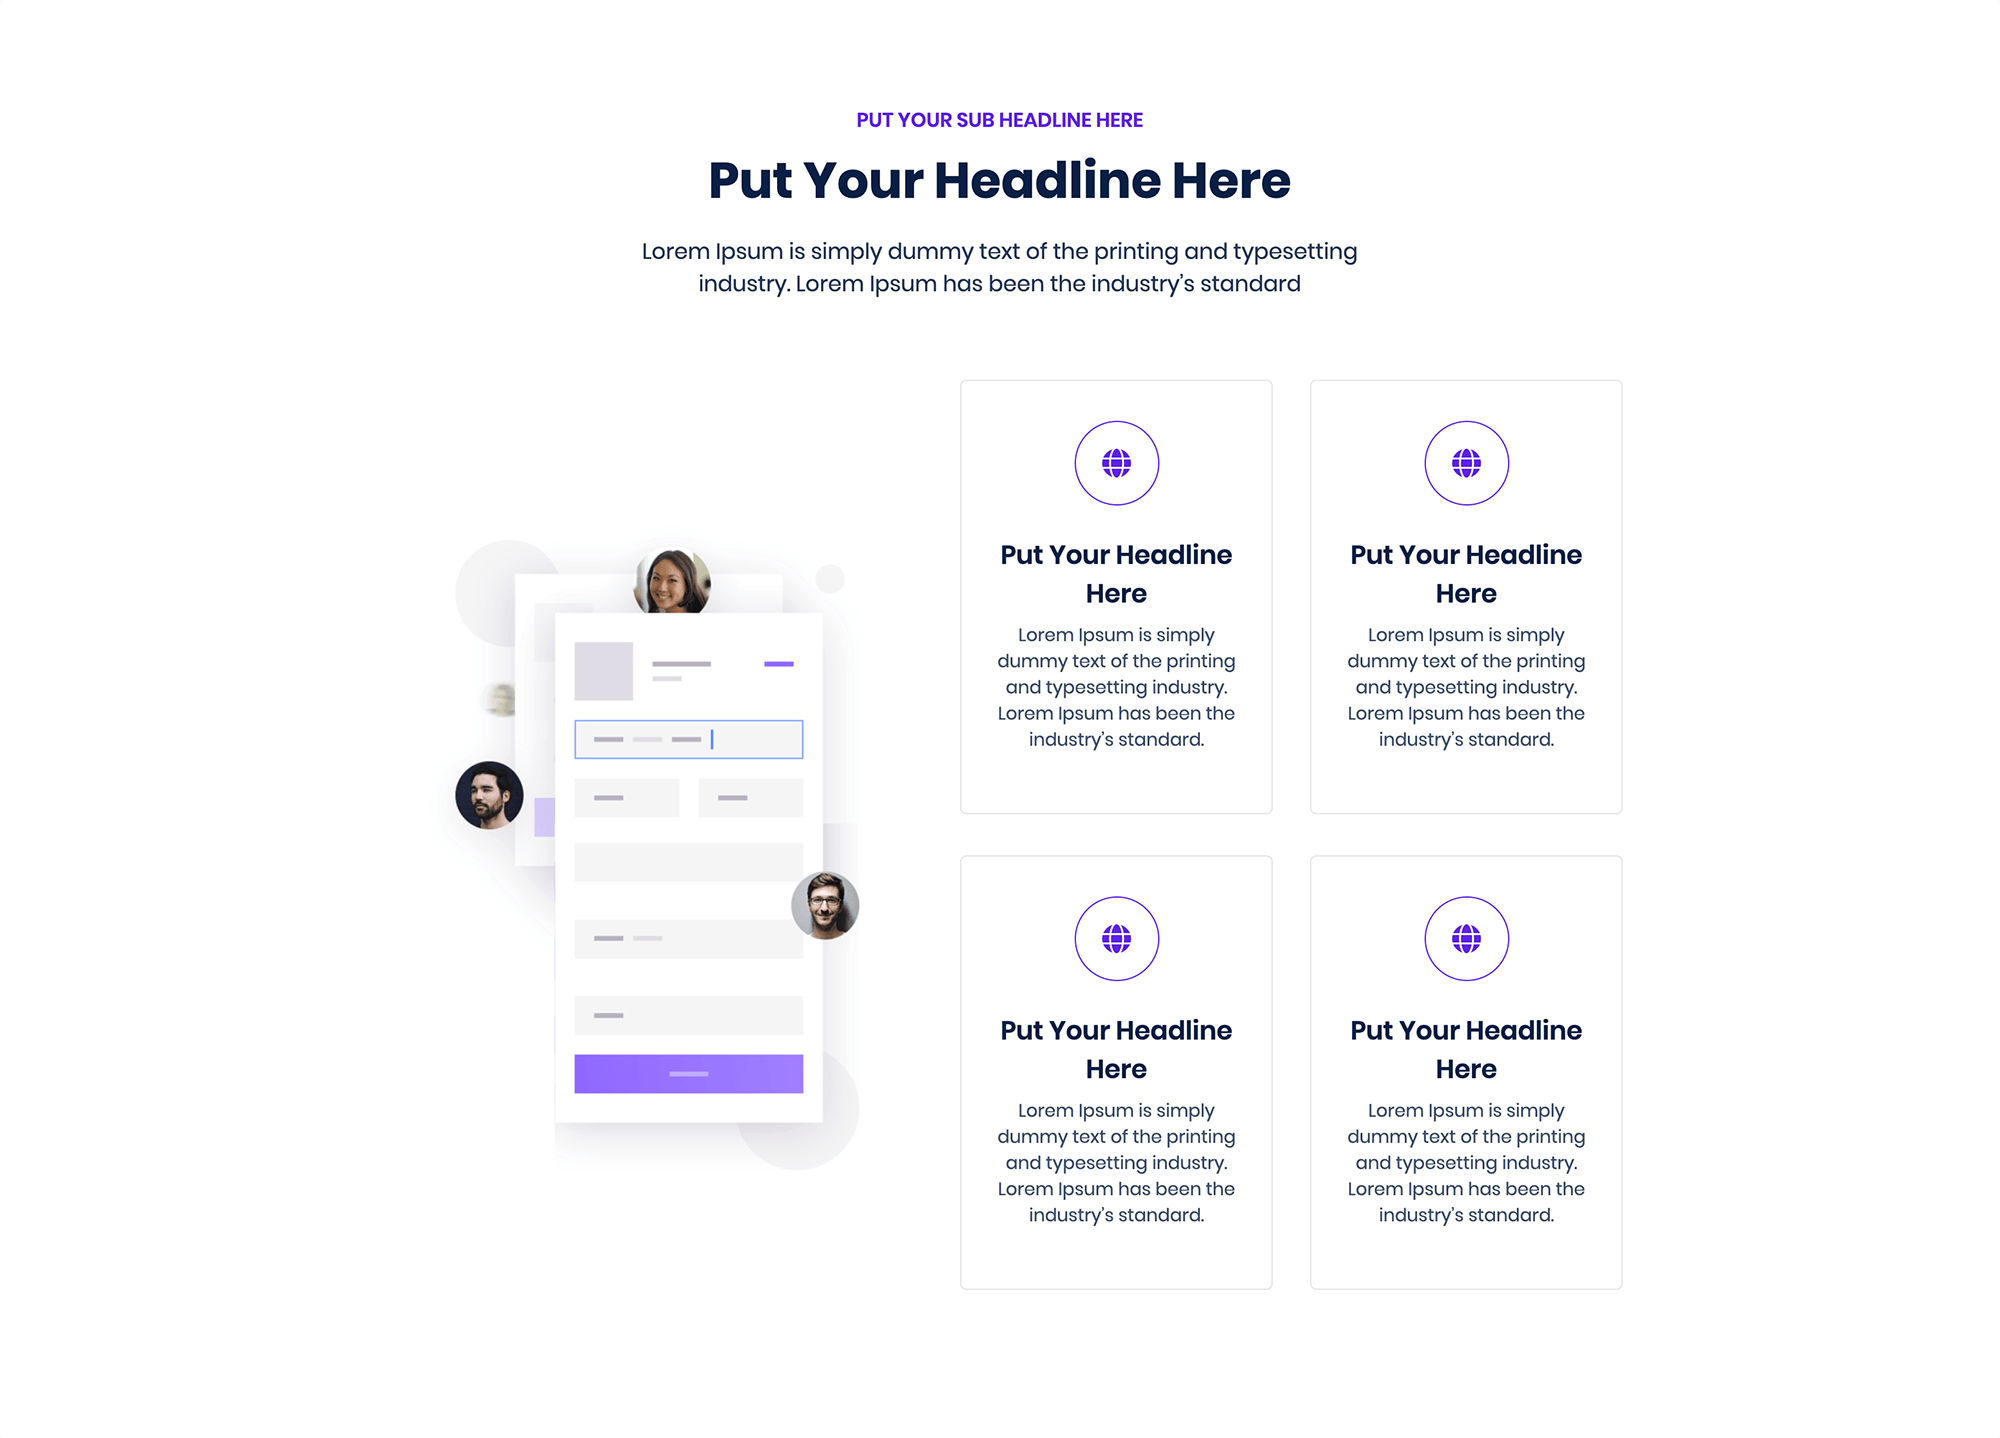 PUT YOUR SUB HEADLINE HERE
Put Your Headline Here
Lorem Ipsum is simply dummy text of the printing and typesetting
industry. Lorem Ipsum has been the industry’s standard
Put Your Headline
Here
Lorem Ipsum is simply
dummy text of the printing
and typesetting industry.
Lorem Ipsum has been the
industry’s standard.
Put Your Headline
Here
Lorem Ipsum is simply
dummy text of the printing
and typesetting industry.
Lorem Ipsum has been the
industry’s standard.
Put Your Headline
Here
Lorem Ipsum is simply
dummy text of the printing
and typesetting industry.
Lorem Ipsum has been the
industry’s standard.
Put Your Headline
Here
Lorem Ipsum is simply
dummy text of the printing
and typesetting industry.
Lorem Ipsum has been the
industry’s standard.